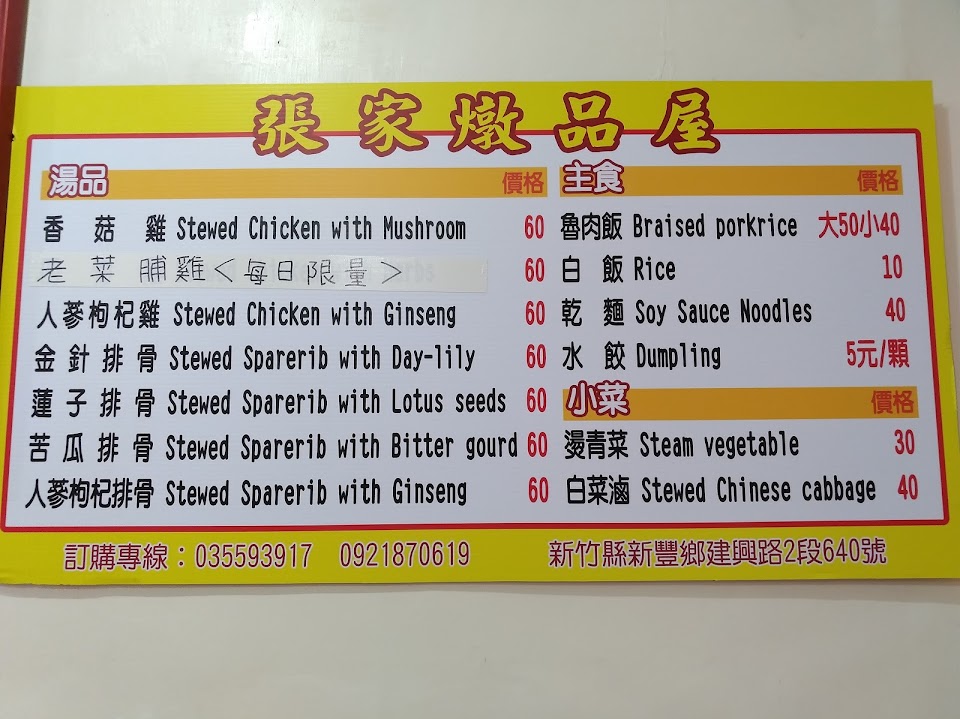 張家燉品屋
湯品 價格
香菇雞 Stewed Chicken with Mushroom 60
老菜脯雞<每日限量> 60
人蔘枸杞雞 Stewed Chicken with Ginseng 60
金針排骨 Stewed Sparerib with Day-lily 60
蓮子排骨 Stewed Sparerib with Lotus seeds 60
苦瓜排骨 Stewed Sparerib with Bitter gourd 60
人蔘枸杞排骨 Stewed Sparerib with Ginseng 60
主食 價格
魯肉飯 Braised porkrice 大50小40
白飯 Rice 10
乾麵 Soy Sauce Noodles 40
水餃 Dumpling 5元/顆
小菜 價格
燙青菜 Steam vegetable 30
白菜滷 Stewed Chinese cabbage 40
訂購專線：035593917 0921870619 新竹縣新豐鄉建興路2段640號